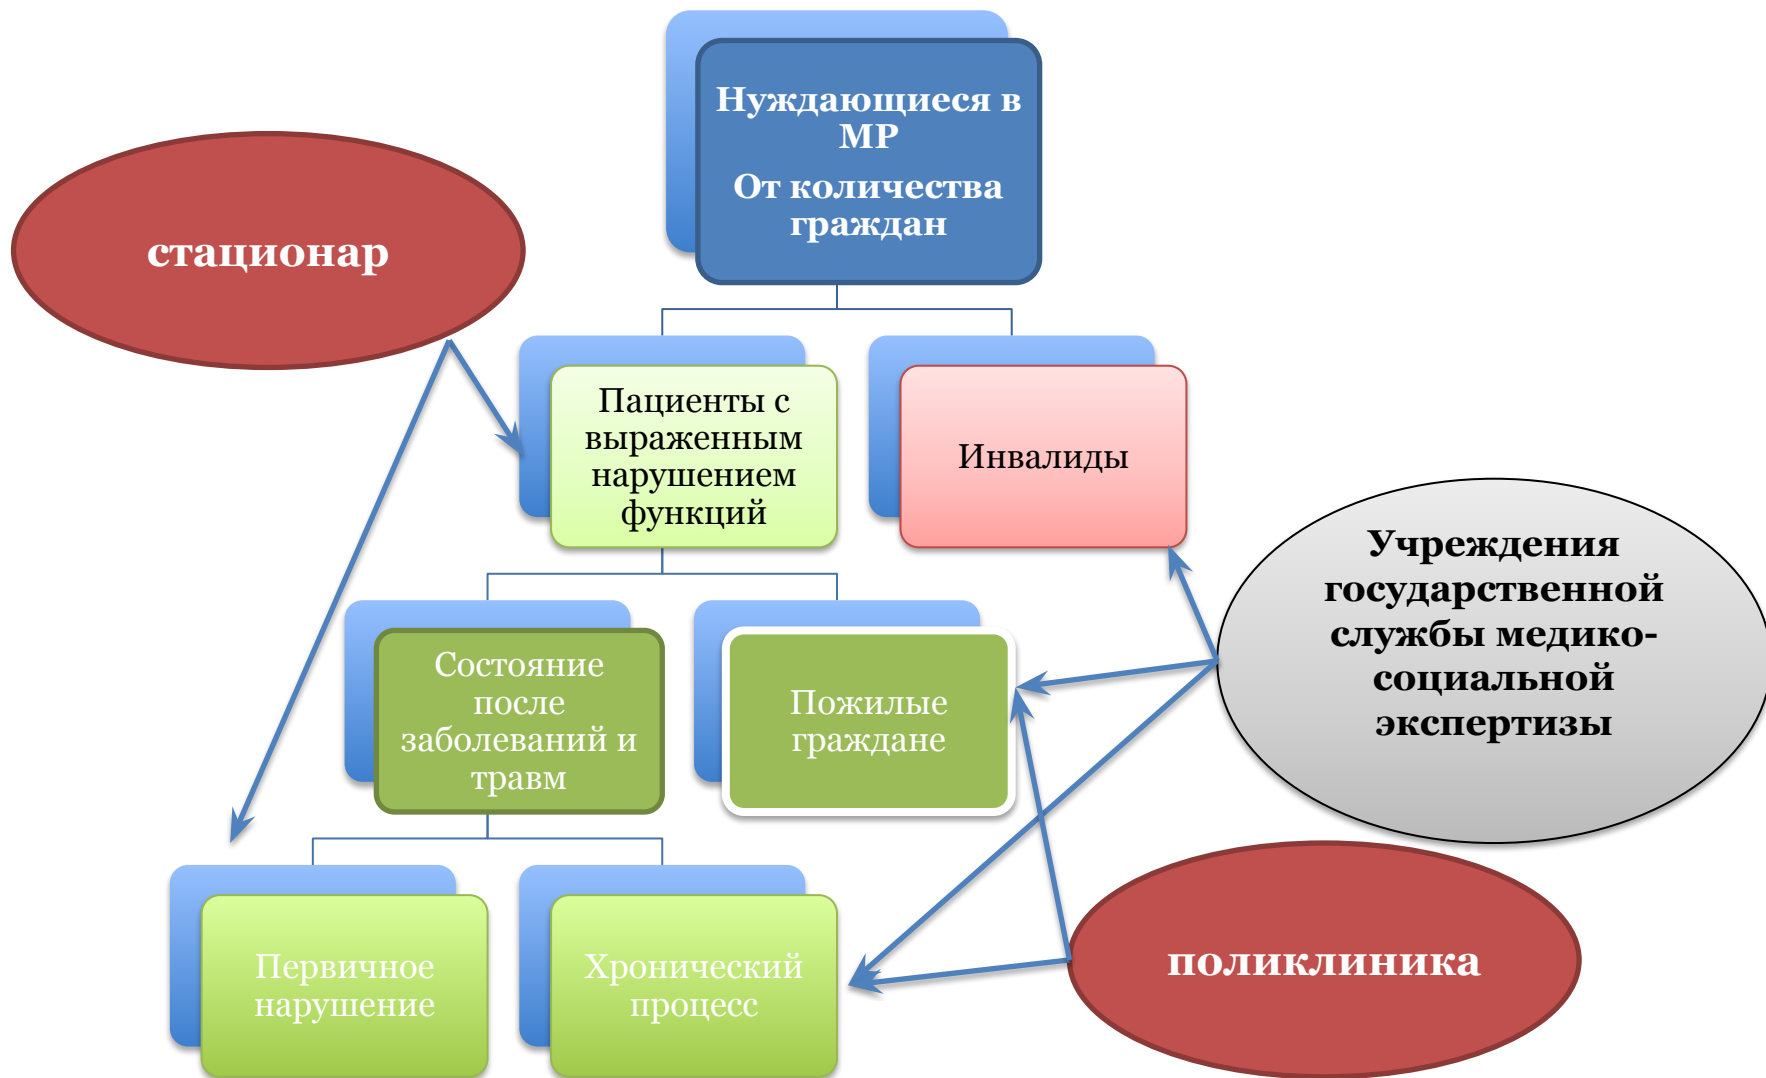 Нуждающиеся в
МР
От количества
граждан
стационар
Пациенты с
выраженным
нарушением
функций
Инвалиды
Учреждения
государственной
службы медико-
социальной
экспертизы
Состояние
после
заболеваний и
травм
Пожилые
граждане
Первичное
нарушение
Хронический
процесс
поликлиника